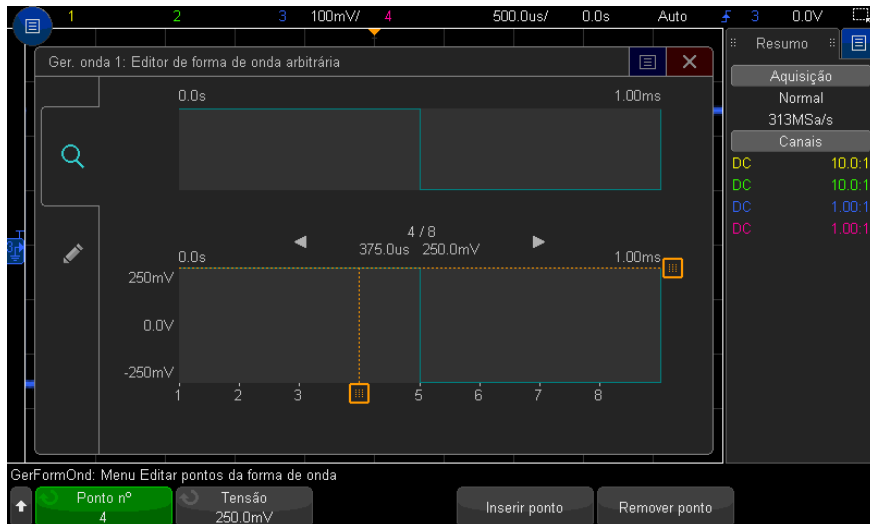 1 2 3 100mV/ 4 500.0us/ 0.0s Auto 3 0.0V
Resumo
Ger. onda 1: Editor de forma de onda arbitrária
Aquisição
Normal
313MSa/s
Canais
DC 10.0:1
DC 10.0:1
DC 1.00:1
DC 1.00:1
0.0s 1.00ms
4 / 8
375.0us 250.0mV
0.0s 1.00ms
250mV
0.0V
-250mV
1 2 3 5 6 7 8
GerFormOnd: Menu Editar pontos da forma de onda
Ponto nº
4
Tensão
250.0mV
Inserir ponto
Remover ponto